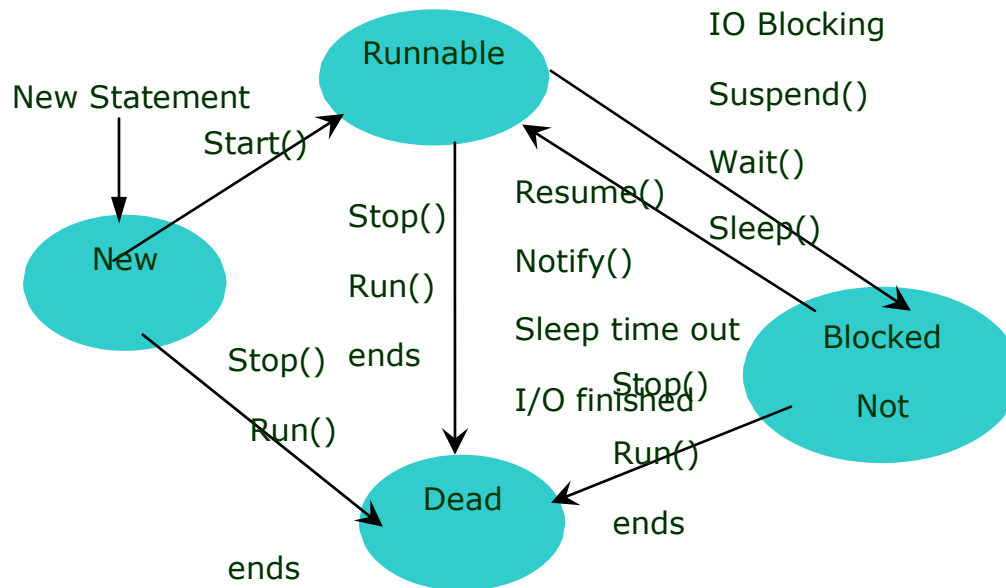 IO Blocking
Suspend()
Wait()
Sleep()
Runnable
New Statement
Start()
New
Stop()
Run()
ends
Resume()
Notify()
Sleep time out
I/O finished
Blocked
Not
Stop()
Run()
ends
Stop()
Run()
ends
Dead